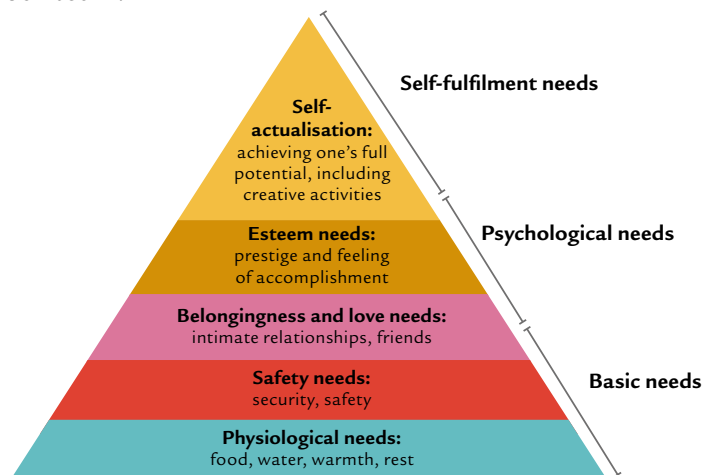 Self-fulfilment needs
Self-
actualisation:
achieving one's full
potential, including
creative activities
Psychological needs
Esteem needs:
prestige and feeling
of accomplishment
Belongingness and love needs:
intimate relationships, friends
Basic needs
Safety needs:
security, safety
Physiological needs:
food, water, warmth, rest